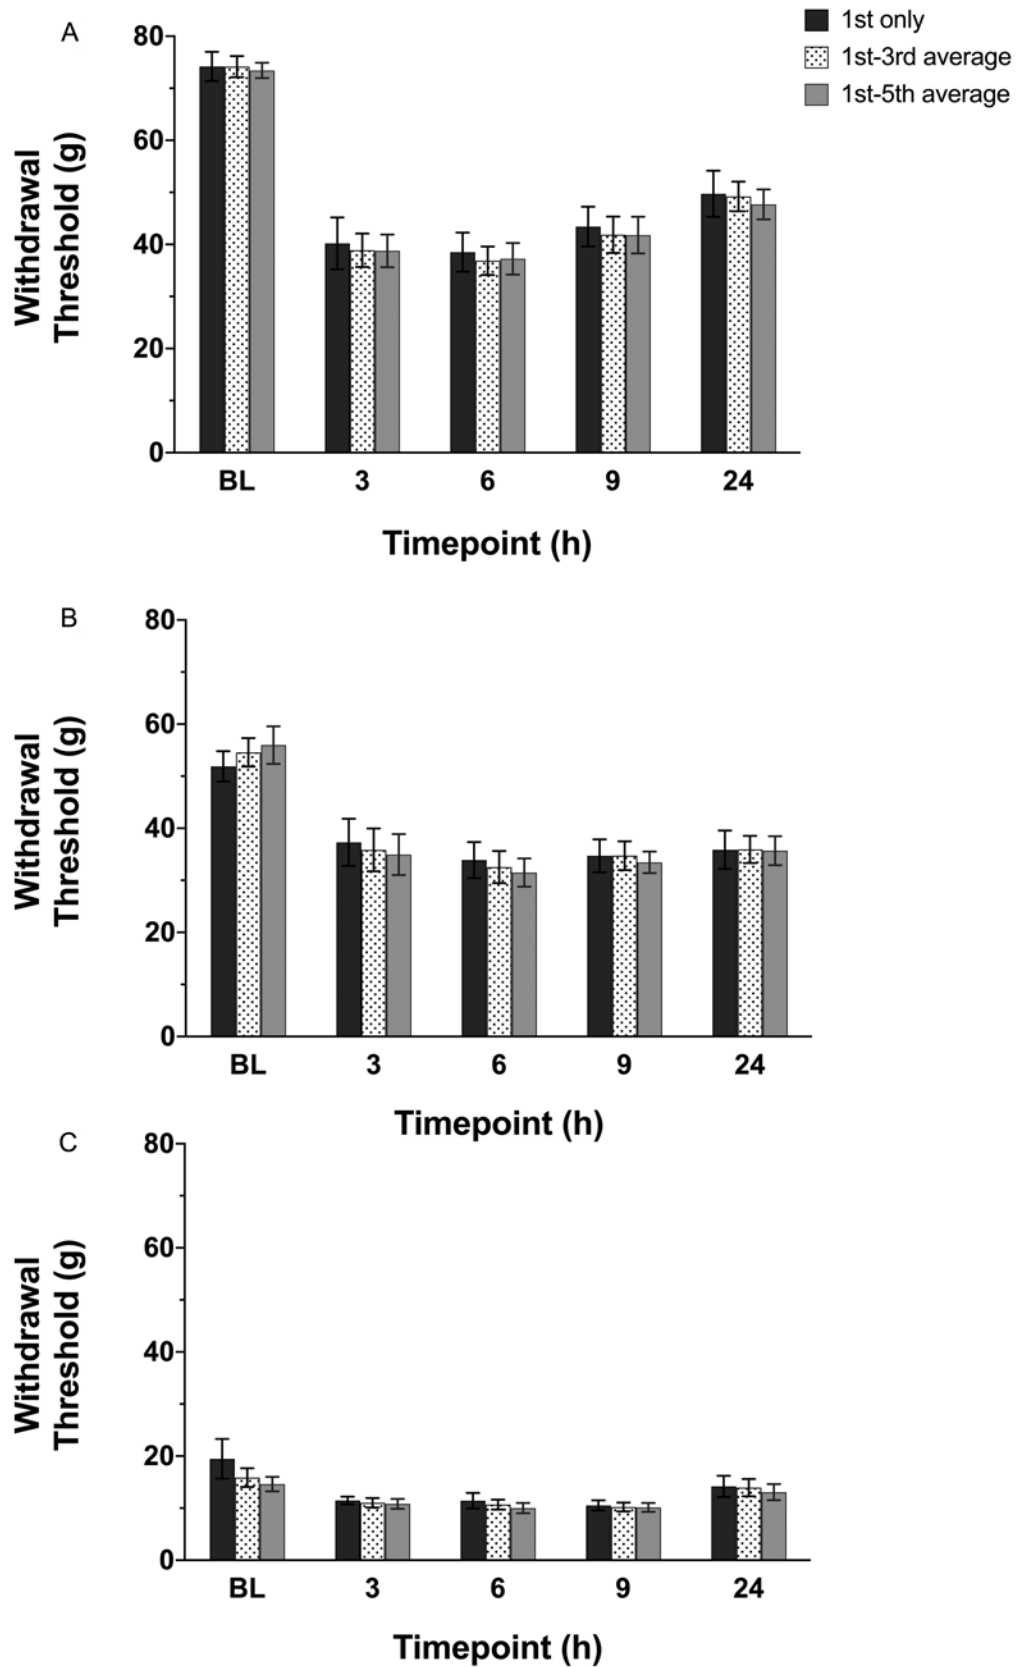 A
1st only
1st-3rd average
1st-5th average
Withdrawal
Threshold (g)
80
60
40
20
0
BL 3 6 9 24
Timepoint (h)
B
Withdrawal
Threshold (g)
80
60
40
20
0
BL 3 6 9 24
Timepoint (h)
C
Withdrawal
Threshold (g)
80
60
40
20
0
BL 3 6 9 24
Timepoint (h)